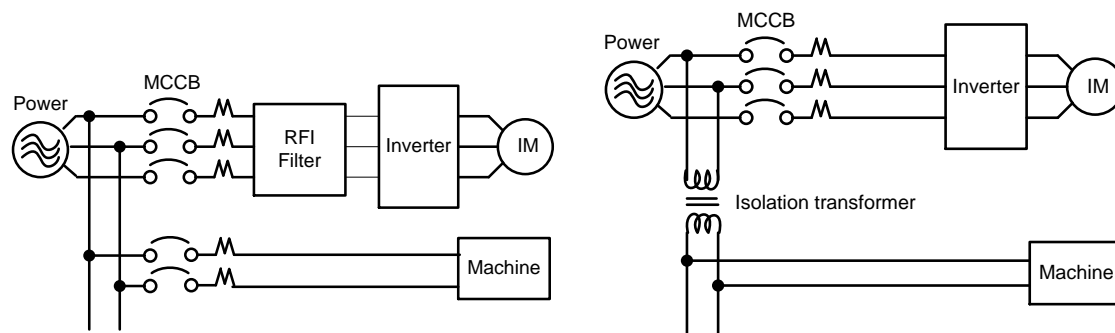 Power
MCCB
RFI
Filter
Inverter
IM
Machine
Power
MCCB
Inverter
IM
Isolation transformer
Machine